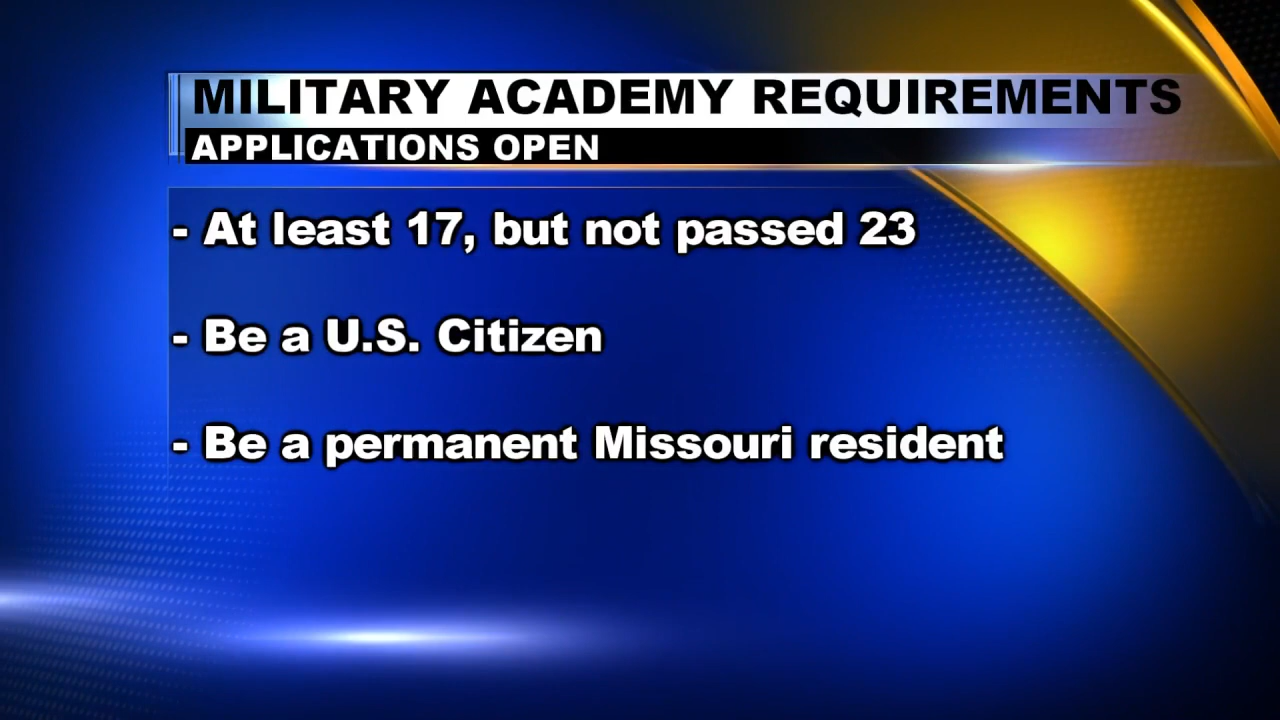 MILITARY ACADEMY REQUIREMENTS
APPLICATIONS OPEN
- At least 17, but not passed 23
- Be a U.S. Citizen
- Be a permanent Missouri resident